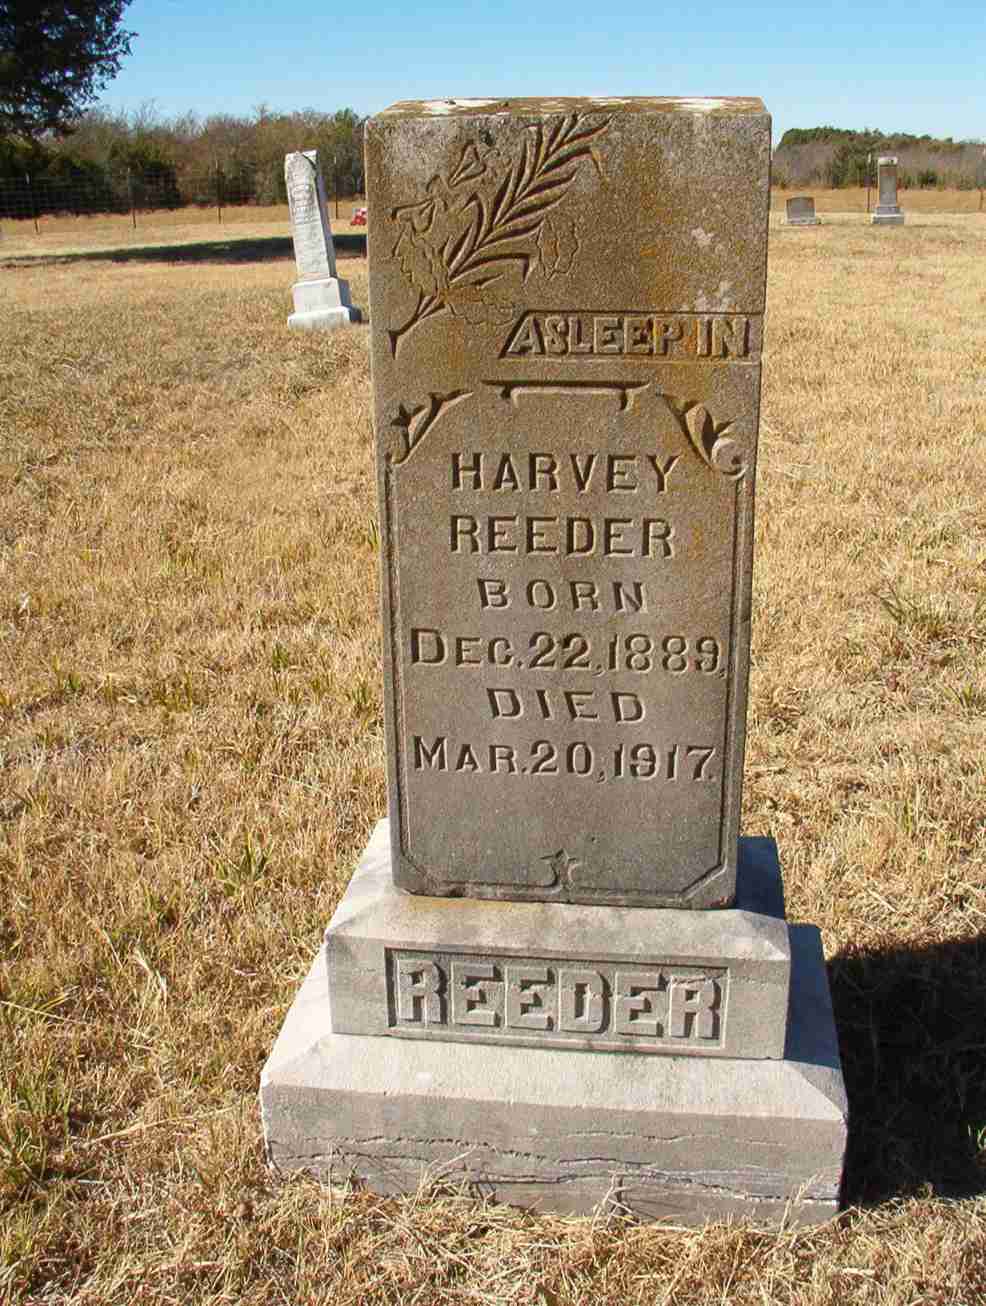 ASLEEP IN
HARVEY
REEDER
BORN
DEC. 22, 1889,
DIED
MAR. 20, 1917.
REEDER